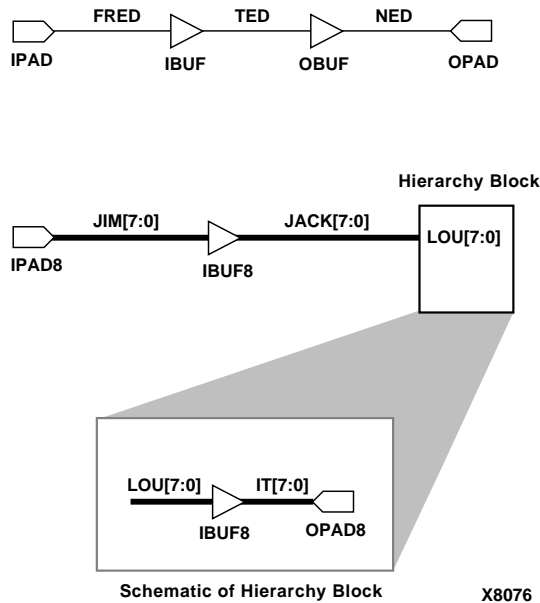 FRED TED NED
IPAD IBUF OBUF OPAD
Hierarchy Block
JIM[7:0] JACK[7:0] LOU[7:0]
IPAD8 IBUF8
LOU[7:0] IT[7:0]
IBUF8 OPAD8
Schematic of Hierarchy Block X8076